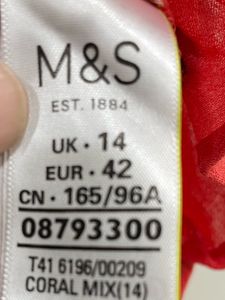 M&S
EST. 1884
UK • 14
EUR • 42
CN • 165/96A
08793300
T41 6196/00209
CORAL MIX(14)